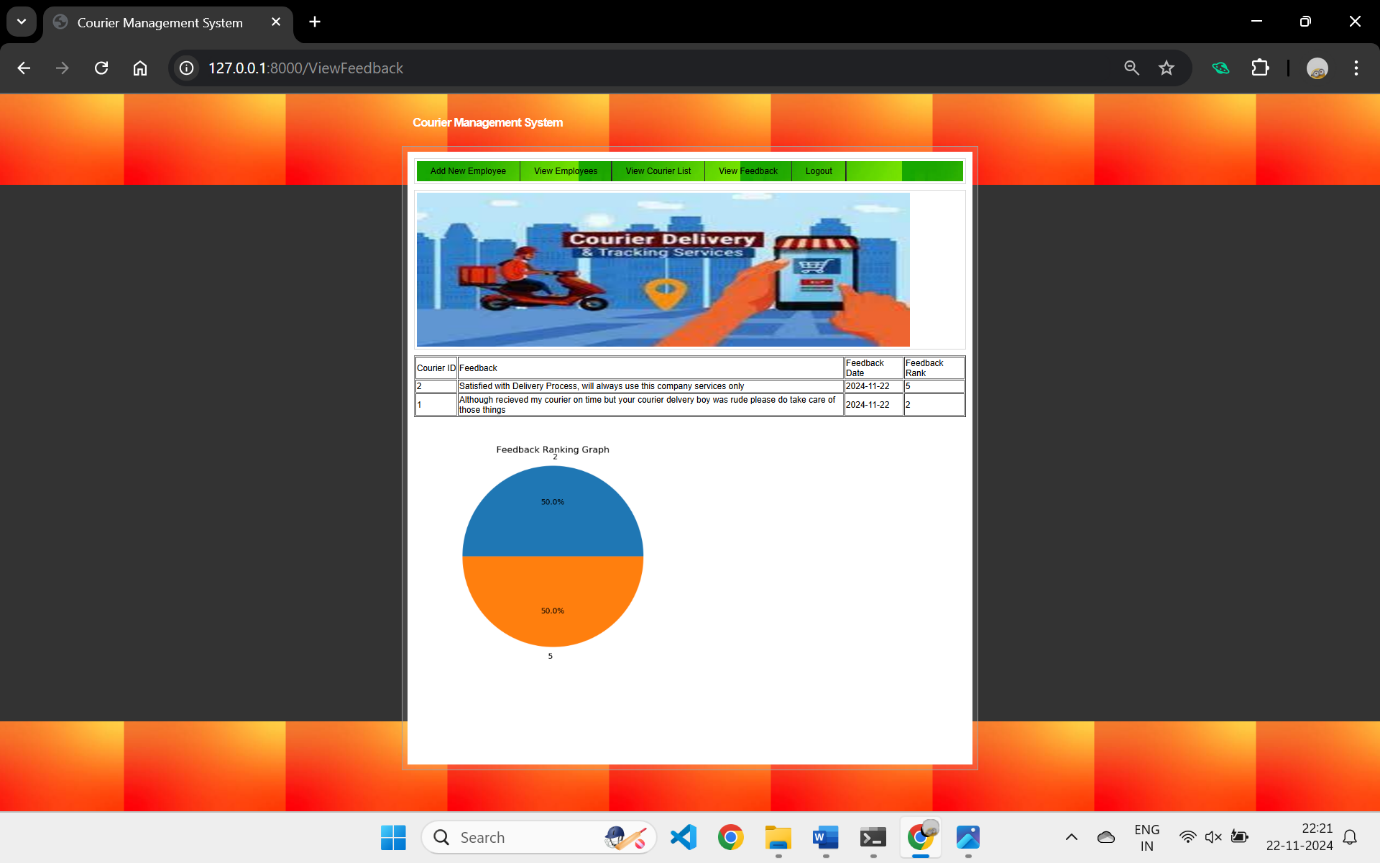 Courier Management System
127.0.0.1:8000/ViewFeedback
Courier Management System
Add New Employee View Employees View Courier List View Feedback Logout
Courier Delivery
& Tracking Services
Courier ID Feedback Feedback Date Feedback Rank
2 Satisfied with Delivery Process, will always use this company services only 2024-11-22 5
1 Although recieved my courier on time but your courier delvery boy was rude please do take care of those things 2024-11-22 2
Feedback Ranking Graph
2
50.0%
50.0%
5
Search
ENG
IN
22:21
22-11-2024